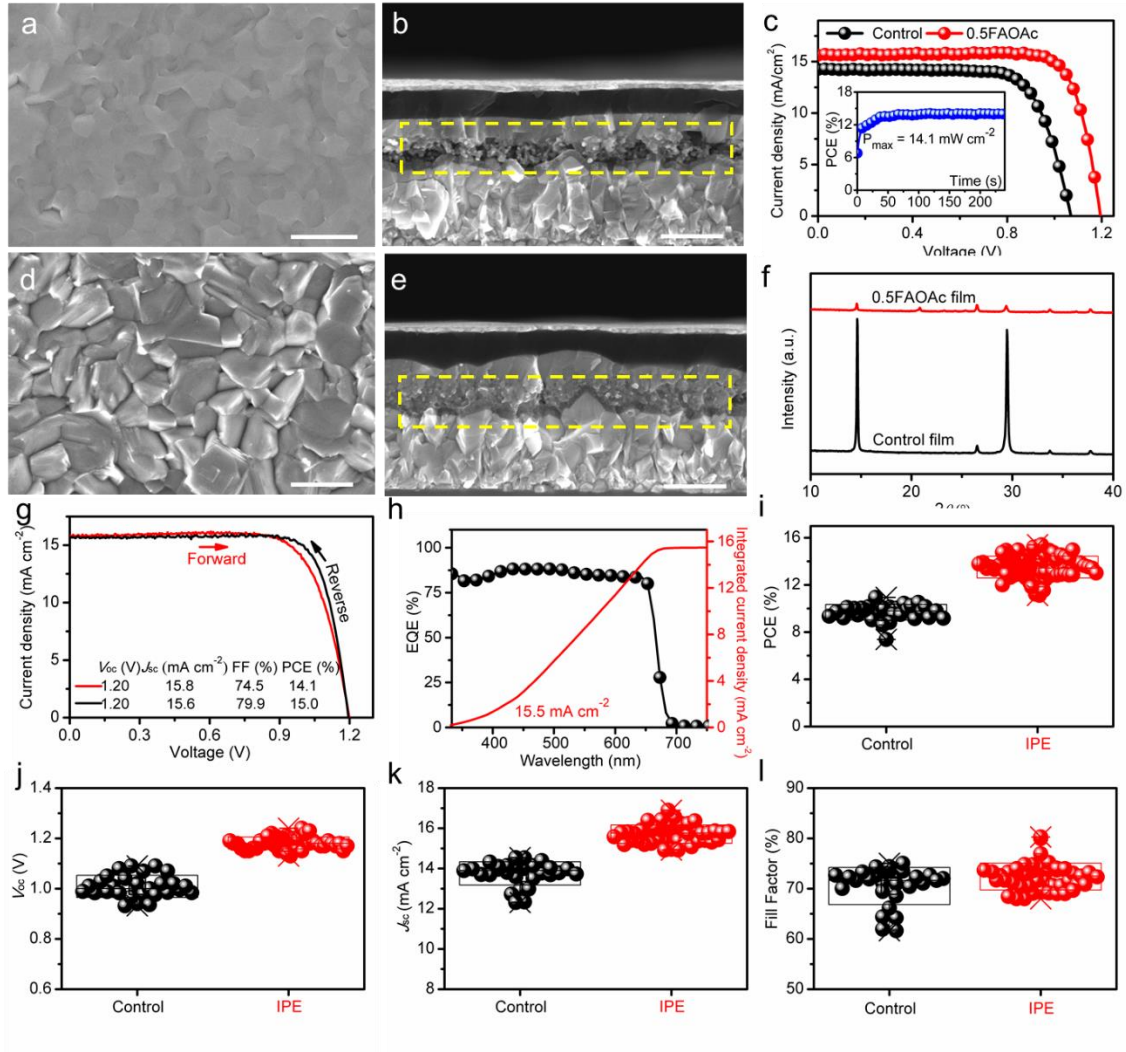 a
b
c
Control 0.5FAOAc
Current density (mA/cm²)
20
15
10
5
0
PCE (%)
18
12
6
0
Pmax = 14.1 mW cm-2
Time (s)
0 50 100 150 200
0.0 0.4 0.8 1.2
Voltage (V)
d
e
f
0.5FAOAc film
Control film
Intensity (a.u.)
10 20 30 40
g
Current density (mA cm-2)
15
10
5
0
Forward
Reverse
Voc (V) Jsc (mA cm-2) FF (%) PCE (%)
1.20 15.8 74.5 14.1
1.20 15.6 79.9 15.0
0.0 0.3 0.6 0.9 1.2
Voltage (V)
h
EQE (%)
100
75
50
25
0
15.5 mA cm-2
400 500 600 700
Wavelength (nm)
16
12
8
4
0
Integrated current
density (mA cm-2)
i
PCE (%)
16
12
8
4
0
Control IPE
j
Voc (V)
1.4
1.2
1.0
0.8
0.6
Control IPE
k
Jsc (mA cm-2)
18
16
14
12
10
8
Control IPE
l
Fill Factor (%)
90
80
70
60
50
Control IPE